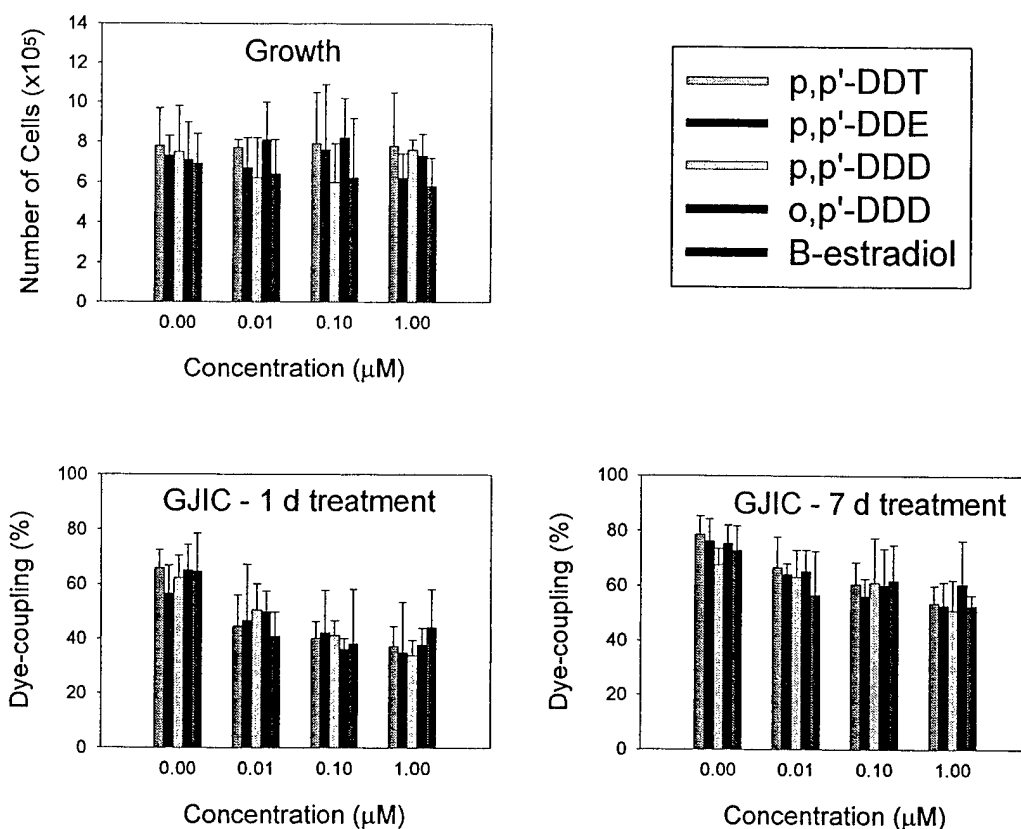 Growth
14
12
10
8
6
4
2
0
Number of Cells (x10⁵)
0.00 0.01 0.10 1.00
Concentration (μM)
p,p'-DDT
p,p'-DDE
p,p'-DDD
o,p'-DDD
B-estradiol
GJIC - 1 d treatment
100
80
60
40
20
0
Dye-coupling (%)
0.00 0.01 0.10 1.00
Concentration (μM)
GJIC - 7 d treatment
100
80
60
40
20
0
Dye-coupling (%)
0.00 0.01 0.10 1.00
Concentration (μM)